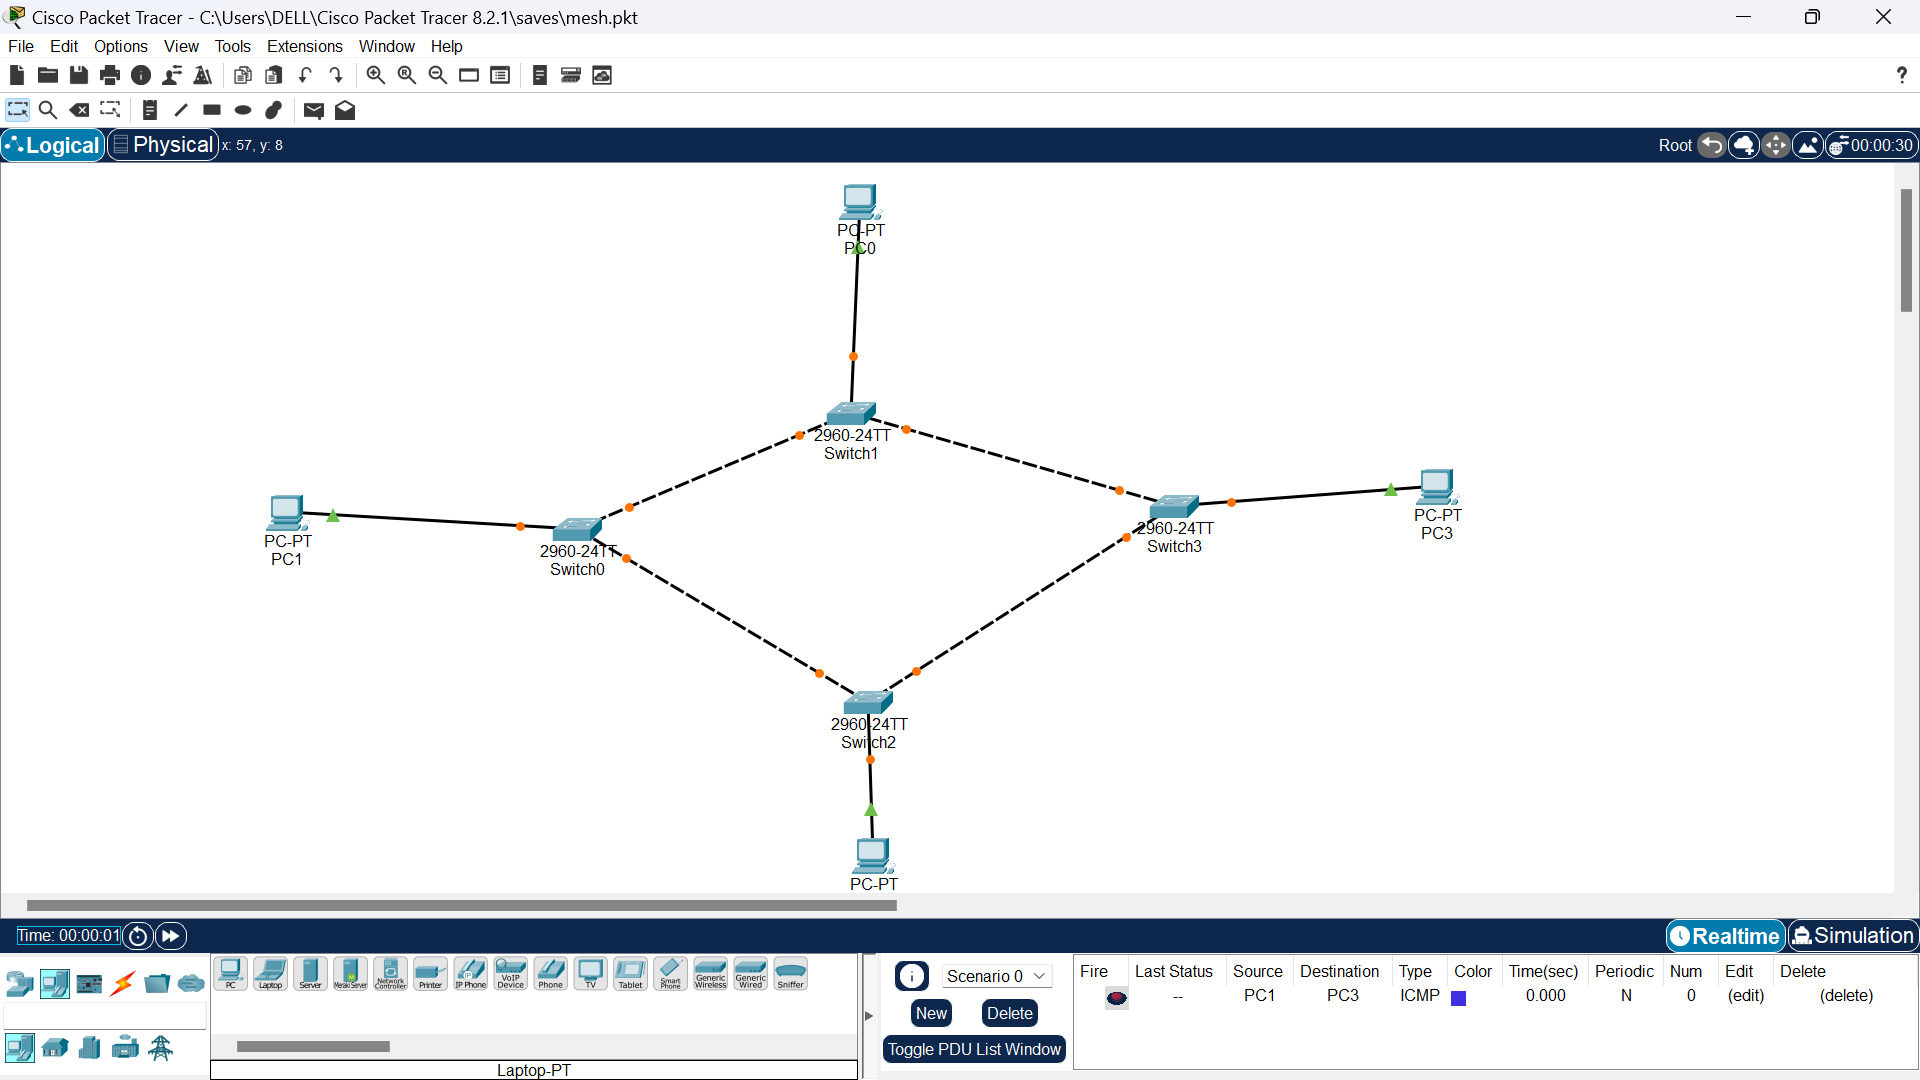 Cisco Packet Tracer - C:\Users\DELL\Cisco Packet Tracer 8.2.1\saves\mesh.pkt
File Edit Options View Tools Extensions Window Help
Logical Physical x: 57, y: 8 Root 00:00:30
PC-PT
PC0
2960-24TT
Switch1
PC-PT
PC3
2960-24TT
Switch3
PC-PT
PC1
2960-24TT
Switch0
2960-24TT
Switch2
PC-PT
Time: 00:00:01 Realtime Simulation
PC Laptop Server Meraki Server Network Controller Printer IP Phone VoIP Device Phone TV Tablet Smart Phone Generic Wireless Generic Wired Sniffer
Laptop-PT
Scenario 0
New Delete
Toggle PDU List Window
Fire Last Status Source Destination Type Color Time(sec) Periodic Num Edit Delete
-- PC1 PC3 ICMP 0.000 N 0 (edit) (delete)